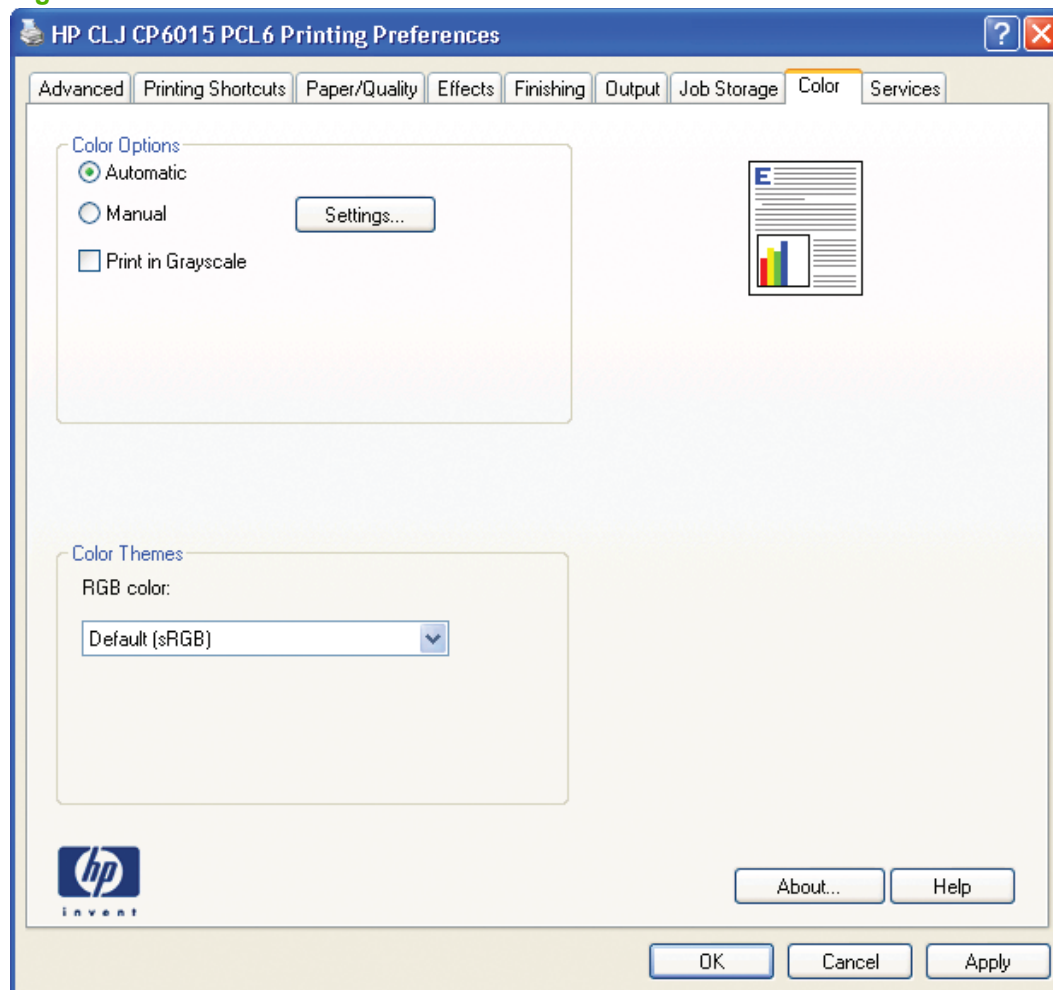 HP CLJ CP6015 PCL6 Printing Preferences
Advanced Printing Shortcuts Paper/Quality Effects Finishing Output Job Storage Color Services
Color Options
Automatic
Manual Settings...
Print in Grayscale
E
Color Themes
RGB color:
Default (sRGB)
hp
invent
About... Help
OK Cancel Apply